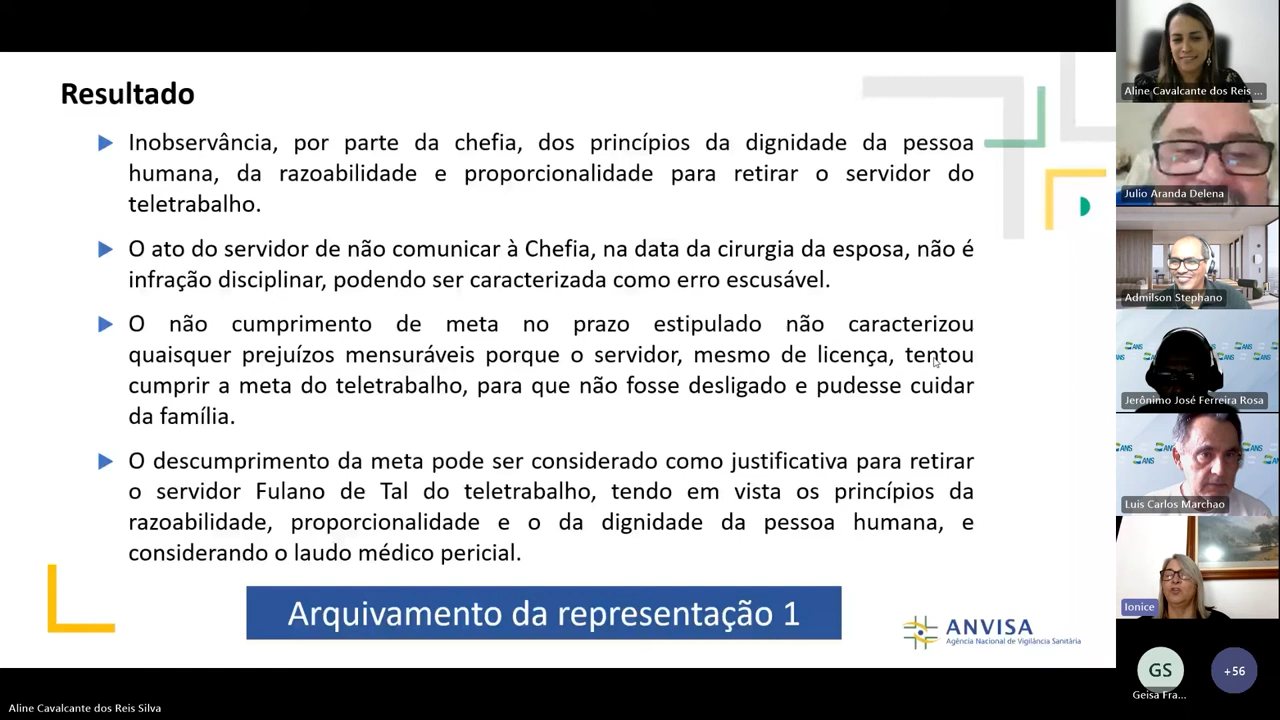 Resultado
Inobservância, por parte da chefia, dos princípios da dignidade da pessoa
humana, da razoabilidade e proporcionalidade para retirar o servidor do
teletrabalho.
O ato do servidor de não comunicar à Chefia, na data da cirurgia da esposa, não é
infração disciplinar, podendo ser caracterizada como erro escusável.
O não cumprimento de meta no prazo estipulado não caracterizou
quaisquer prejuízos mensuráveis porque o servidor, mesmo de licença, tentou
cumprir a meta do teletrabalho, para que não fosse desligado e pudesse cuidar
da família.
O descumprimento da meta pode ser considerado como justificativa para retirar
o servidor Fulano de Tal do teletrabalho, tendo em vista os princípios da
razoabilidade, proporcionalidade e o da dignidade da pessoa humana, e
considerando o laudo médico pericial.
Arquivamento da representação 1
ANVISA
Agência Nacional de Vigilância Sanitária
Aline Cavalcante dos Reis ...
Julio Aranda Delena
Admilson Stephano
ANS
Jerônimo José Ferreira Rosa
ANS
ANS
Luis Carlos Marchao
Ionice
GS
Geisa Fra...
+56
Aline Cavalcante dos Reis Silva